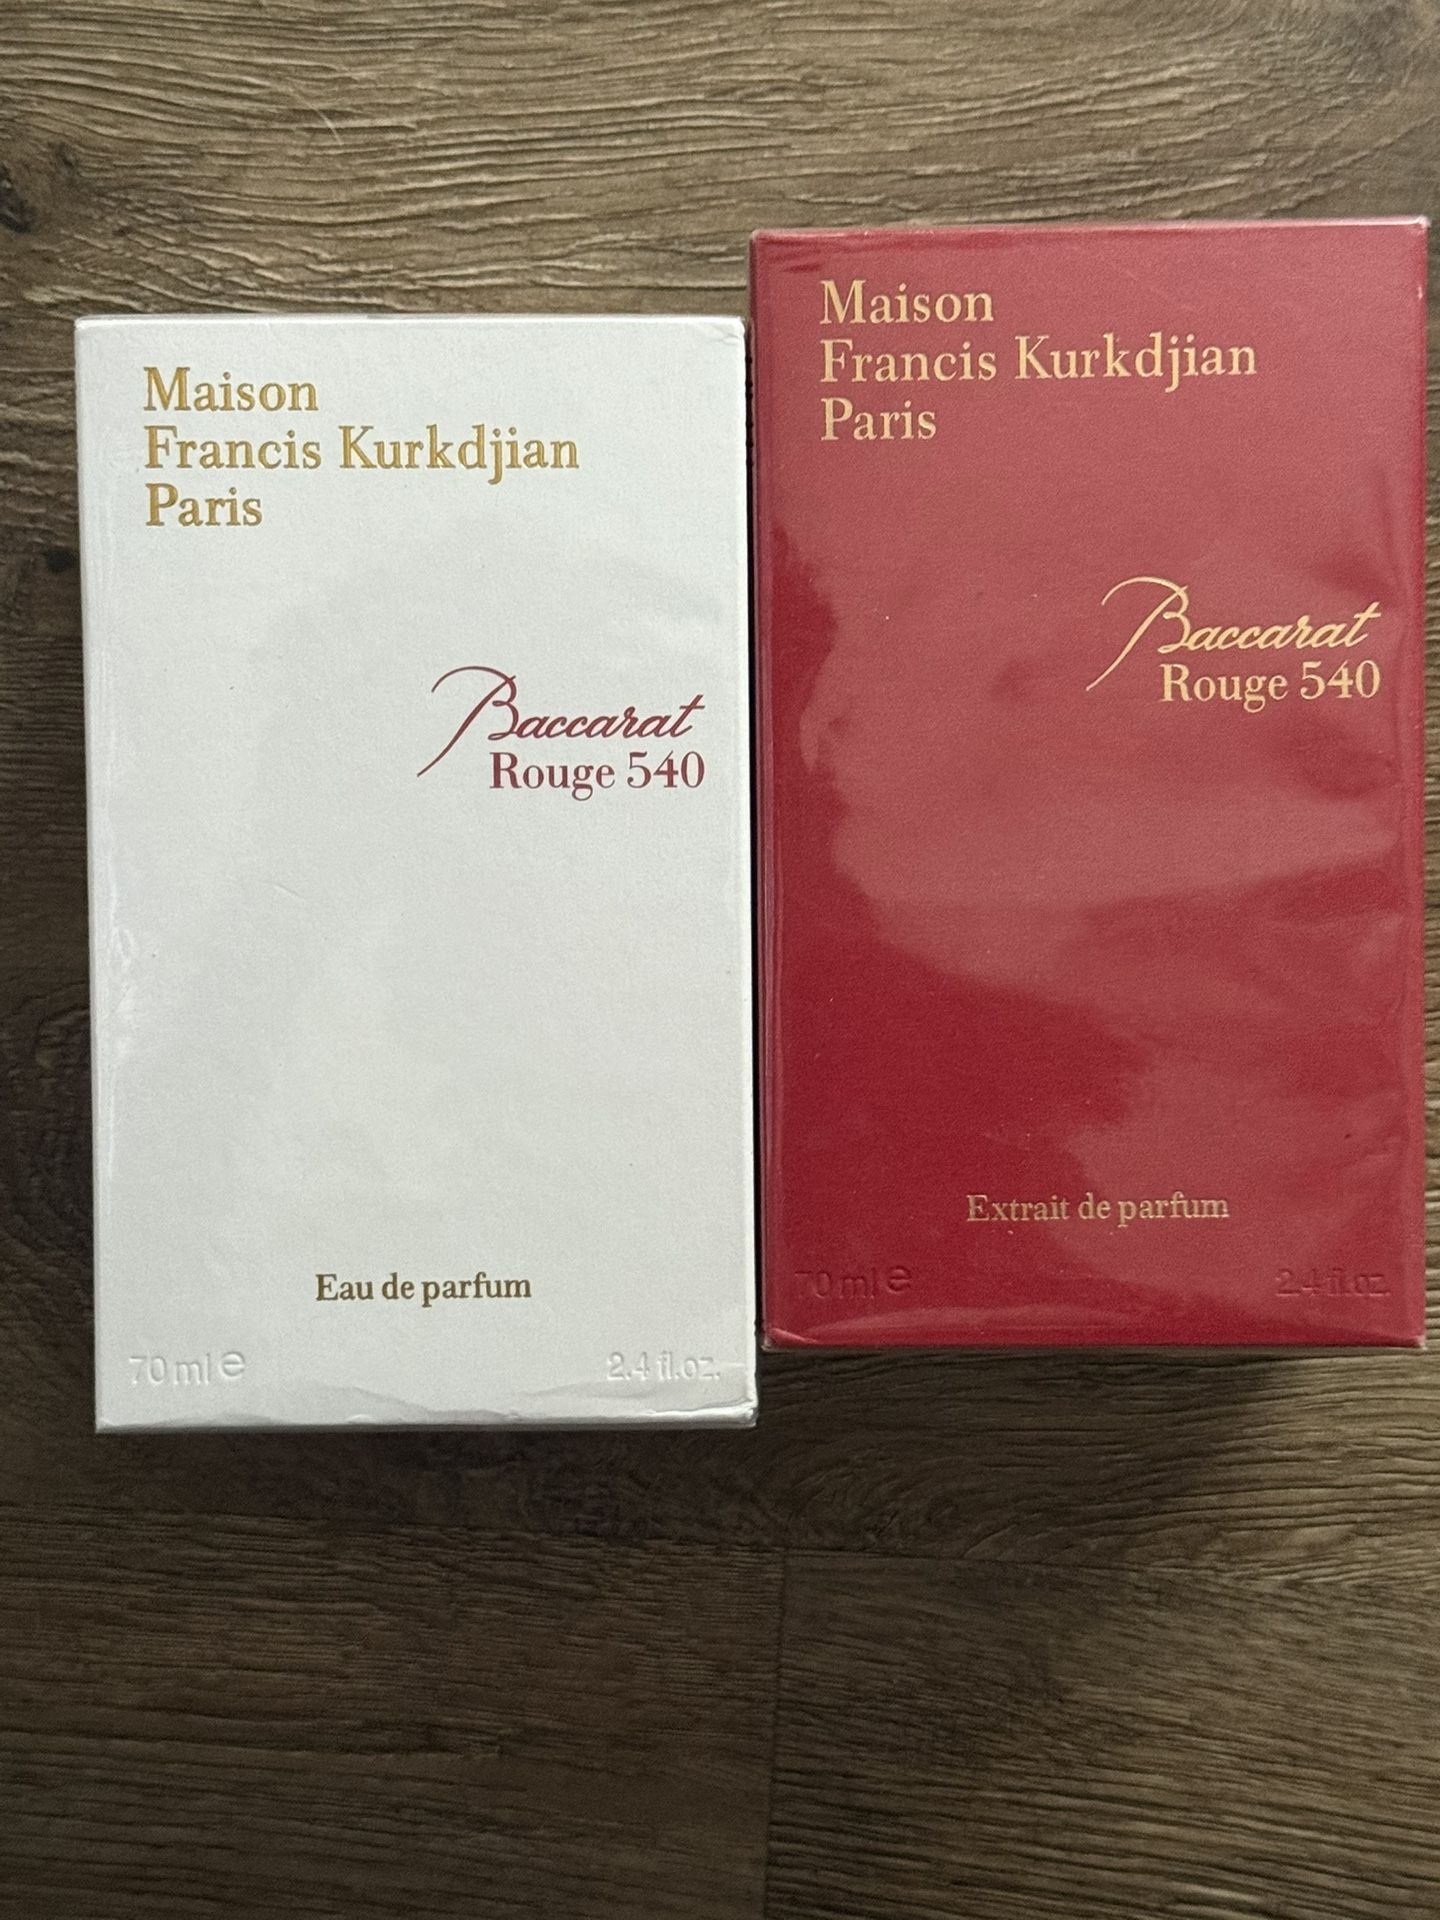 Maison
Francis Kurkdjian
Paris
Baccarat
Rouge 540
Eau de parfum
70 ml e 2.4 fl.oz.
Maison
Francis Kurkdjian
Paris
Baccarat
Rouge 540
Extrait de parfum
70 ml e 2.4 fl.oz.